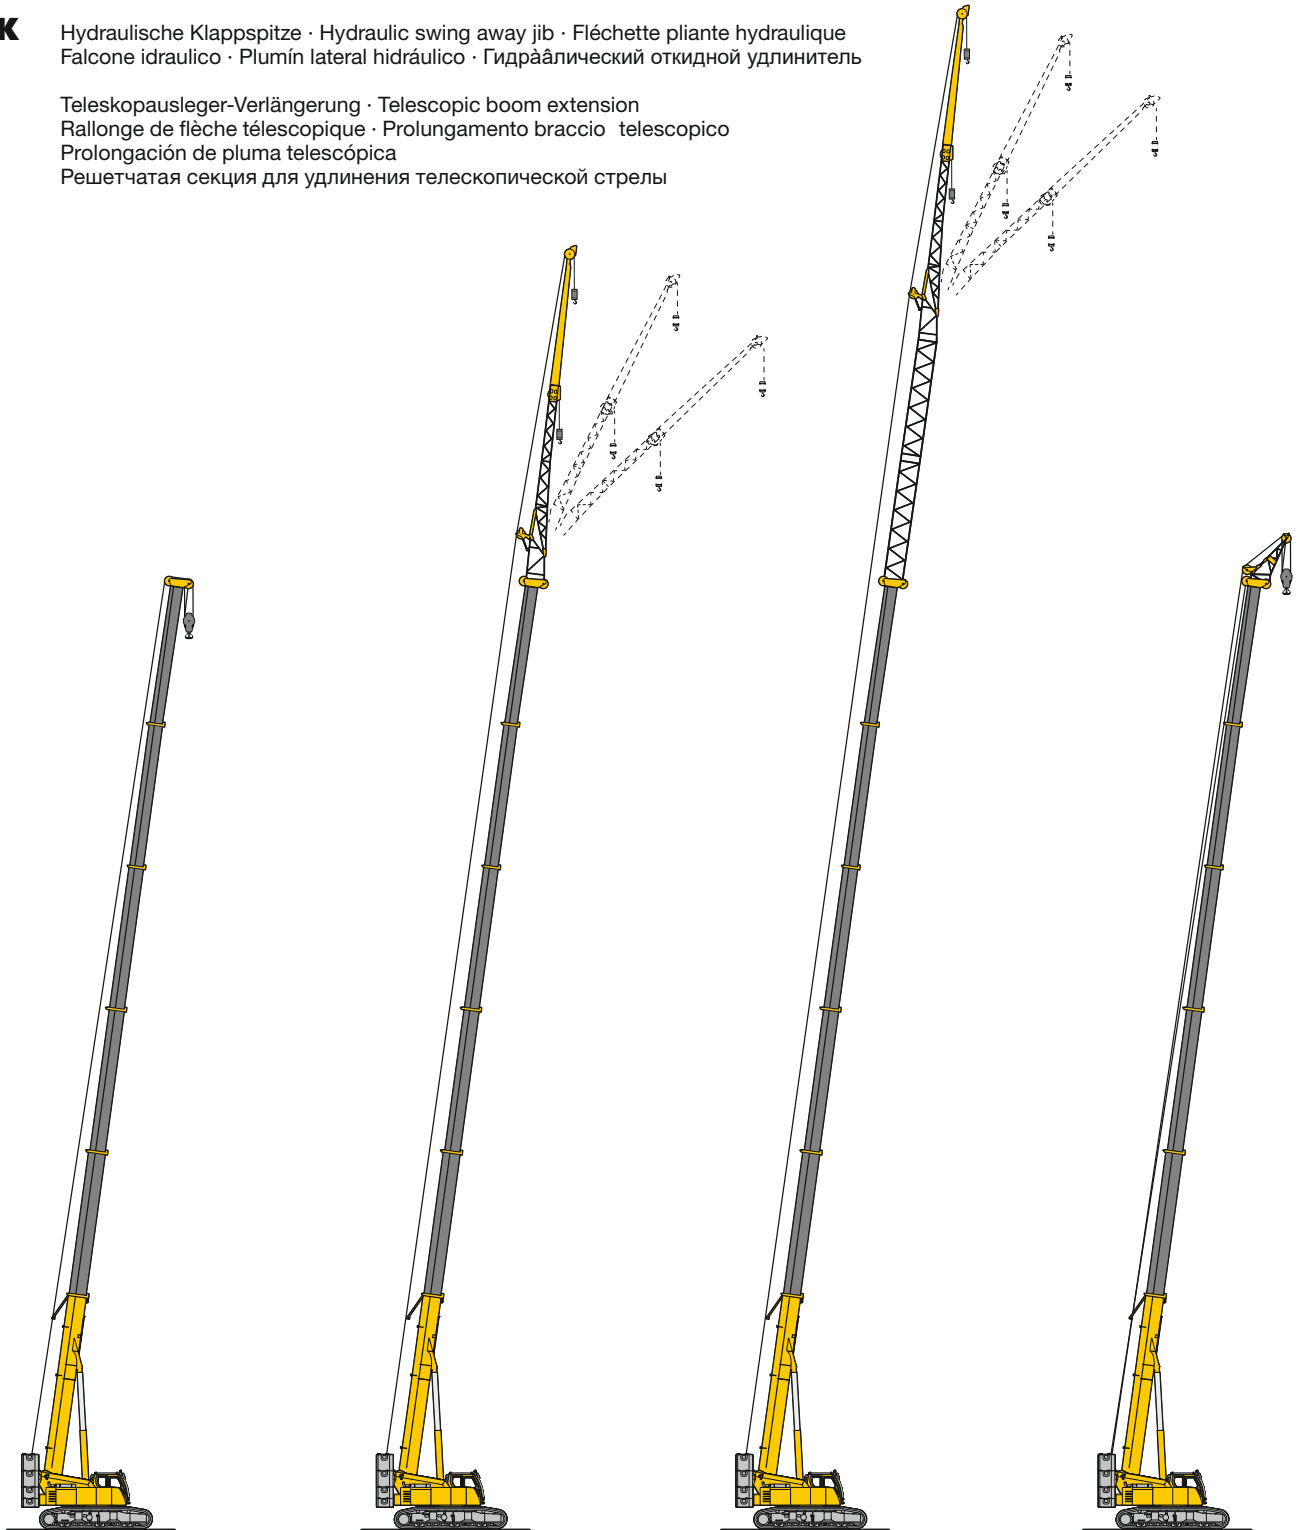 K
Hydraulische Klappspitze · Hydraulic swing away jib · Fléchette pliante hydraulique
Falcone idraulico · Plumín lateral hidráulico · Гидрàâлический откидной удлинитель
Teleskopausleger-Verlängerung · Telescopic boom extension
Rallonge de flèche télescopique · Prolungamento braccio telescopico
Prolongación de pluma telescópica
Решетчатая секция для удлинения телескопической стрелы